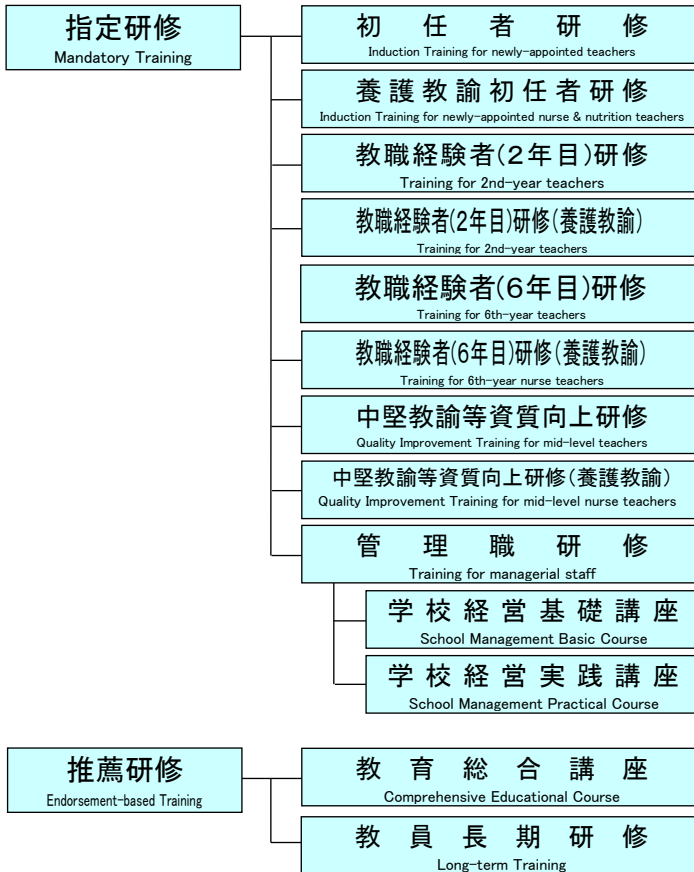 指定研修
Mandatory Training
初任者研修
Induction Training for newly-appointed teachers
養護教諭初任者研修
Induction Training for newly-appointed nurse & nutrition teachers
教職経験者(2年目)研修
Training for 2nd-year teachers
教職経験者(2年目)研修(養護教諭)
Training for 2nd-year teachers
教職経験者(6年目)研修
Training for 6th-year teachers
教職経験者(6年目)研修(養護教諭)
Training for 6th-year nurse teachers
中堅教諭等資質向上研修
Quality Improvement Training for mid-level teachers
中堅教諭等資質向上研修(養護教諭)
Quality Improvement Training for mid-level nurse teachers
管理職研修
Training for managerial staff
学校経営基礎講座
School Management Basic Course
学校経営実践講座
School Management Practical Course
推薦研修
Endorsement-based Training
教育総合講座
Comprehensive Educational Course
教員長期研修
Long-term Training